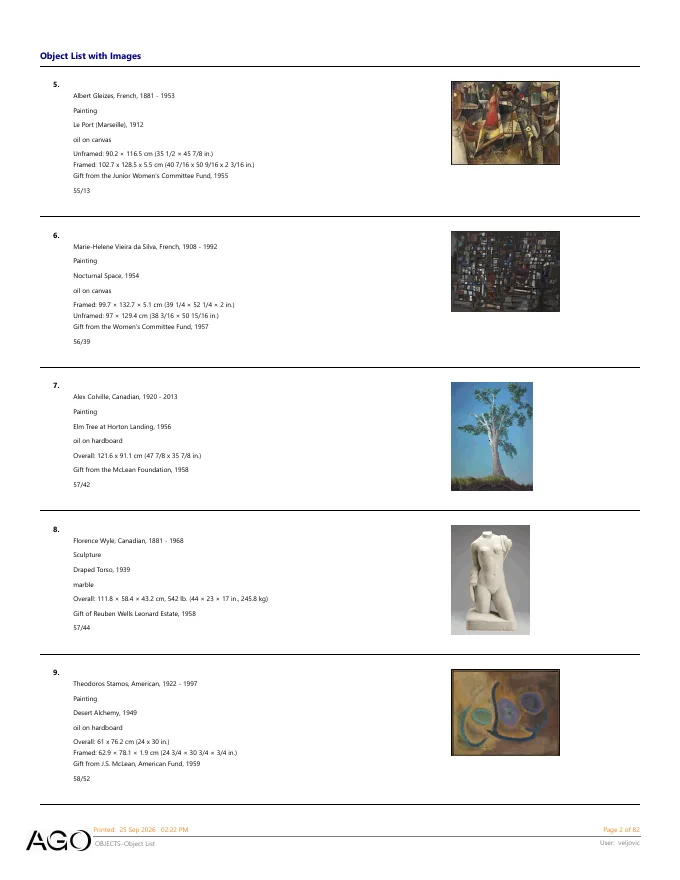 Object List with Images
5.
Albert Gleizes, French, 1881 - 1953
Painting
Le Port (Marseille), 1912
oil on canvas
Unframed: 90.2 × 116.5 cm (35 1/2 × 45 7/8 in.)
Framed: 102.7 x 128.5 x 5.5 cm (40 7/16 x 50 9/16 x 2 3/16 in.)
Gift from the Junior Women's Committee Fund, 1955
55/13
6.
Marie-Helene Vieira da Silva, French, 1908 - 1992
Painting
Nocturnal Space, 1954
oil on canvas
Framed: 99.7 × 132.7 × 5.1 cm (39 1/4 × 52 1/4 × 2 in.)
Unframed: 97 × 129.4 cm (38 3/16 × 50 15/16 in.)
Gift from the Women's Committee Fund, 1957
56/39
7.
Alex Colville, Canadian, 1920 - 2013
Painting
Elm Tree at Horton Landing, 1956
oil on hardboard
Overall: 121.6 x 91.1 cm (47 7/8 x 35 7/8 in.)
Gift from the McLean Foundation, 1958
57/42
8.
Florence Wyle, Canadian, 1881 - 1968
Sculpture
Draped Torso, 1939
marble
Overall: 111.8 × 58.4 × 43.2 cm, 542 lb. (44 × 23 × 17 in., 245.8 kg)
Gift of Reuben Wells Leonard Estate, 1958
57/44
9.
Theodoros Stamos, American, 1922 - 1997
Painting
Desert Alchemy, 1949
oil on hardboard
Overall: 61 x 76.2 cm (24 x 30 in.)
Framed: 62.9 × 78.1 × 1.9 cm (24 3/4 × 30 3/4 × 3/4 in.)
Gift from J.S. McLean, American Fund, 1959
58/52
AGO
Printed: 25 Sep 2026 02:22 PM
Page 2 of 82
OBJECTS-Object List
User: veljovic